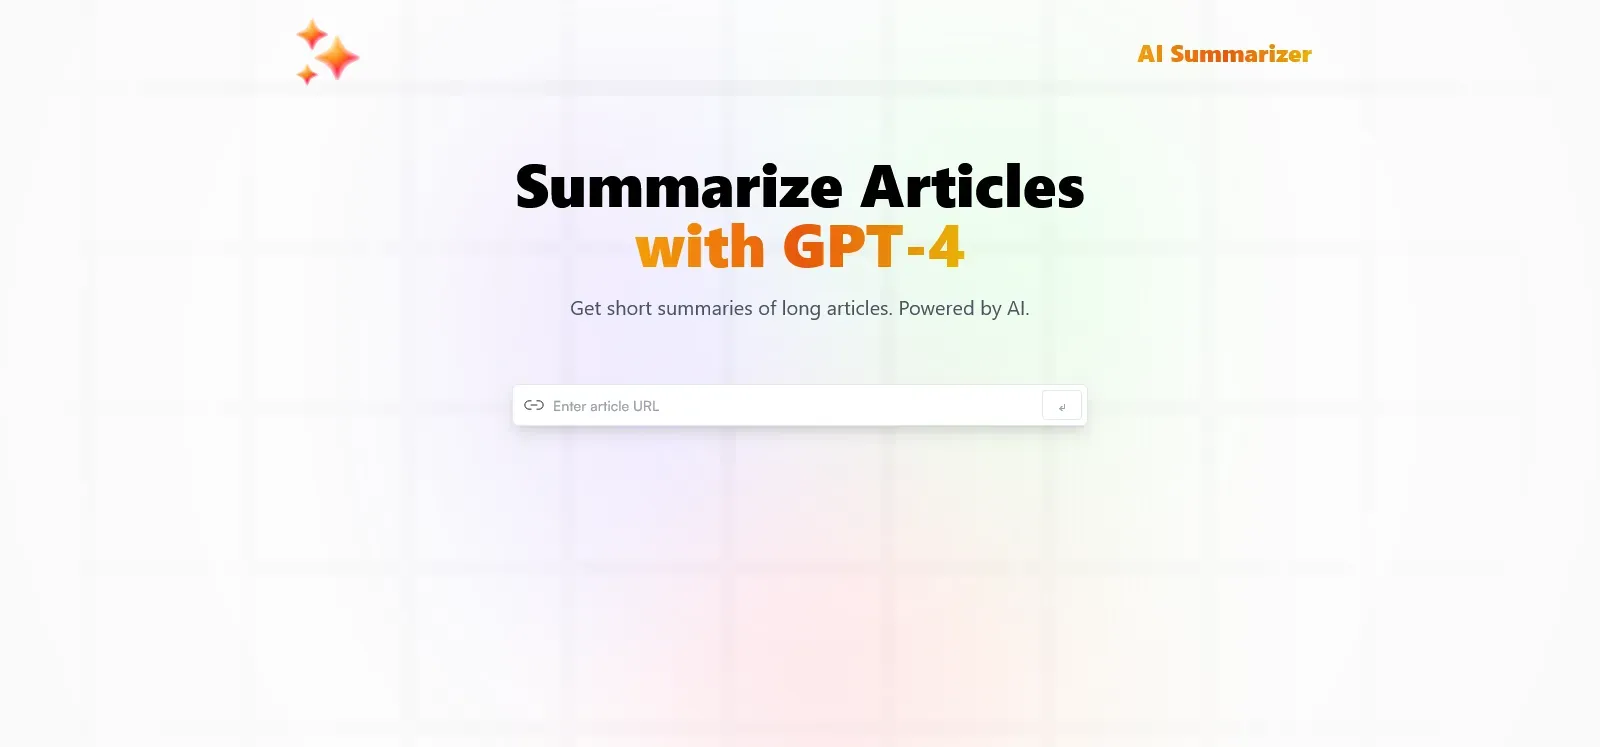 AI Summarizer
Summarize Articles
with GPT-4
Get short summaries of long articles. Powered by AI.
Enter article URL
↵